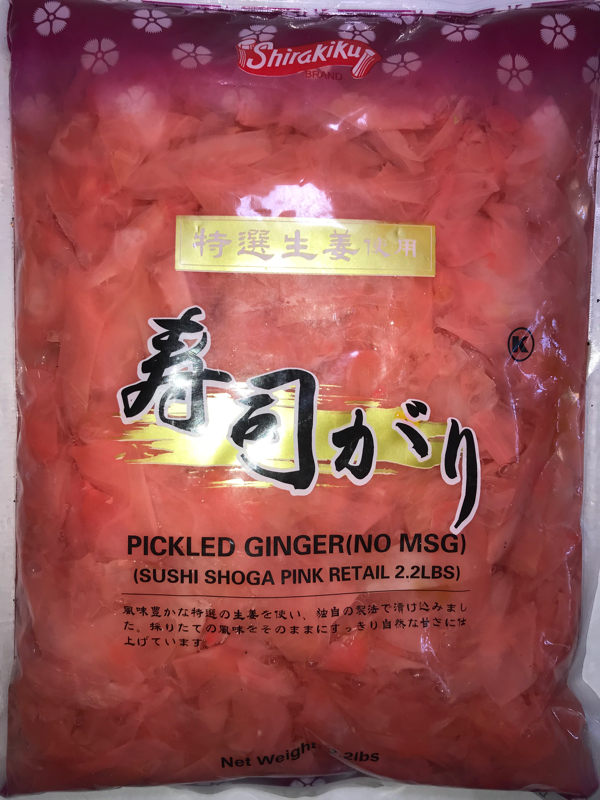 Shirakiku
BRAND
特選生姜使用
寿司がり
K
PICKLED GINGER(NO MSG)
(SUSHI SHOGA PINK RETAIL 2.2LBS)
風味豊かな特選の生姜を使い、独自の製法で漬け込みまし
た、採りたての風味をそのままにすっきり自然な甘さに仕
上げています。
Net Weight 2.2lbs